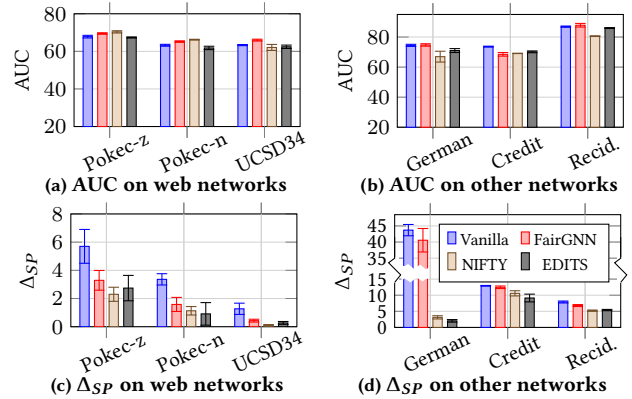 80
60
40
20
AUC
Pokec-z
Pokec-n
UCSD34
(a) AUC on web networks
80
60
40
20
AUC
German
Credit
Recid.
(b) AUC on other networks
8
6
4
2
0
Δ_SP
Pokec-z
Pokec-n
UCSD34
(c) Δ_SP on web networks
45
40
35
15
10
5
0
Δ_SP
Vanilla
FairGNN
NIFTY
EDITS
German
Credit
Recid.
(d) Δ_SP on other networks